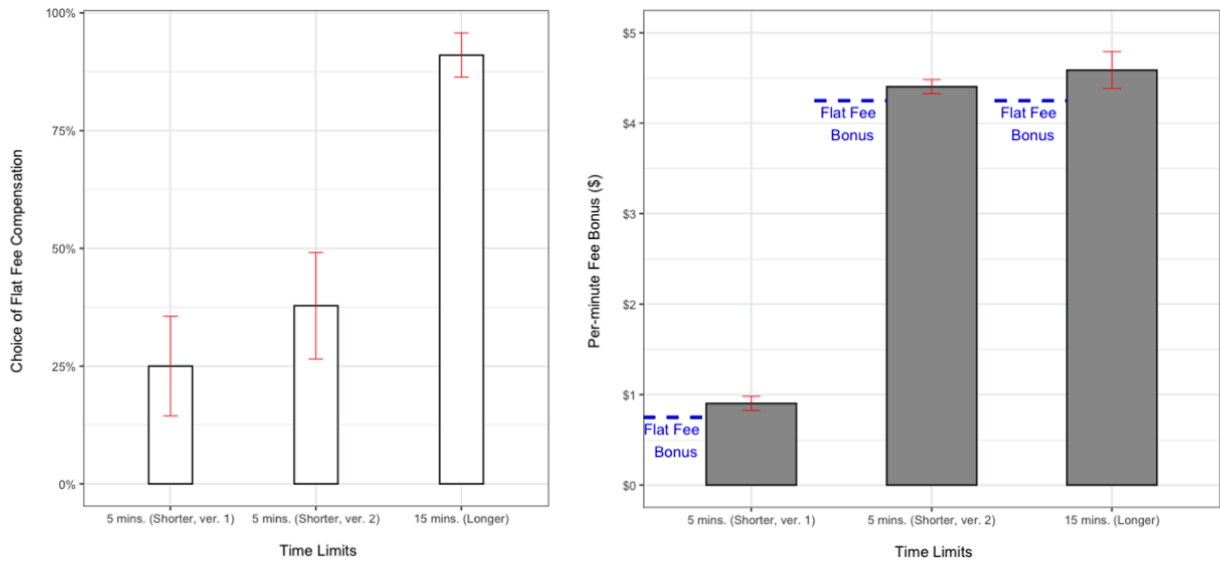 Choice of Flat Fee Compensation
100%
75%
50%
25%
0%
5 mins. (Shorter, ver. 1)
5 mins. (Shorter, ver. 2)
15 mins. (Longer)
Time Limits
Per-minute Fee Bonus ($)
$5
$4
$3
$2
$1
$0
Flat Fee
Bonus
Flat Fee
Bonus
Flat Fee
Bonus
5 mins. (Shorter, ver. 1)
5 mins. (Shorter, ver. 2)
15 mins. (Longer)
Time Limits